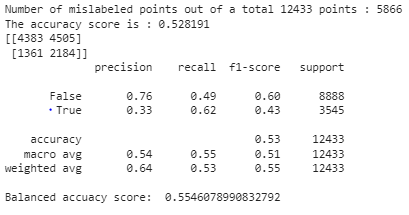 Number of mislabeled points out of a total 12433 points : 5866
The accuracy score is : 0.528191
[[4383 4505]
[1361 2184]]
precision recall f1-score support
False 0.76 0.49 0.60 8888
True 0.33 0.62 0.43 3545
accuracy 0.53 12433
macro avg 0.54 0.55 0.51 12433
weighted avg 0.64 0.53 0.55 12433
Balanced accuacy score: 0.5546078990832792